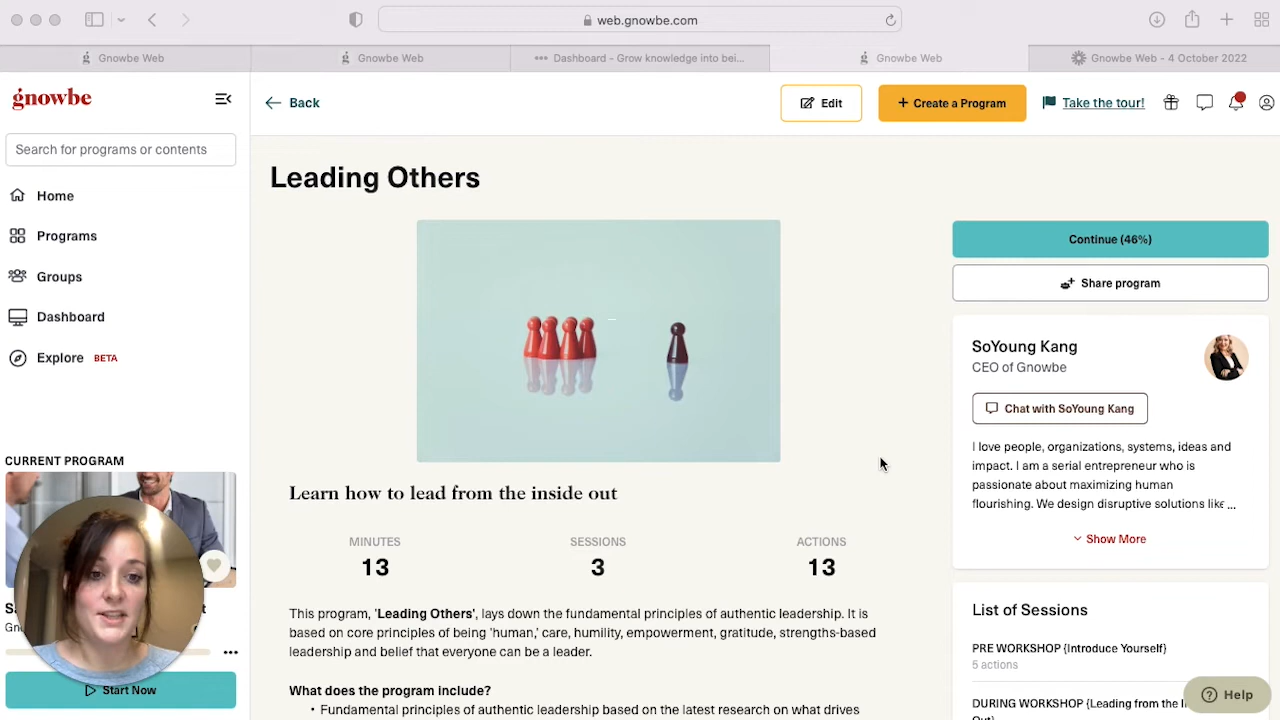 web.gnowbe.com
Gnowbe Web
Gnowbe Web
Dashboard - Grow knowledge into bei...
Gnowbe Web
Gnowbe Web - 4 October 2022
gnowbe
Back
Edit
+ Create a Program
Take the tour!
Search for programs or contents
Home
Programs
Groups
Dashboard
Explore BETA
CURRENT PROGRAM
Start Now
Leading Others
Learn how to lead from the inside out
MINUTES
13
SESSIONS
3
ACTIONS
13
This program, 'Leading Others', lays down the fundamental principles of authentic leadership. It is
based on core principles of being 'human,' care, humility, empowerment, gratitude, strengths-based
leadership and belief that everyone can be a leader.
What does the program include?
• Fundamental principles of authentic leadership based on the latest research on what drives
Continue (46%)
Share program
SoYoung Kang
CEO of Gnowbe
Chat with SoYoung Kang
I love people, organizations, systems, ideas and
impact. I am a serial entrepreneur who is
passionate about maximizing human
flourishing. We design disruptive solutions like ...
Show More
List of Sessions
PRE WORKSHOP {Introduce Yourself}
5 actions
DURING WORKSHOP {Leading from the
Help